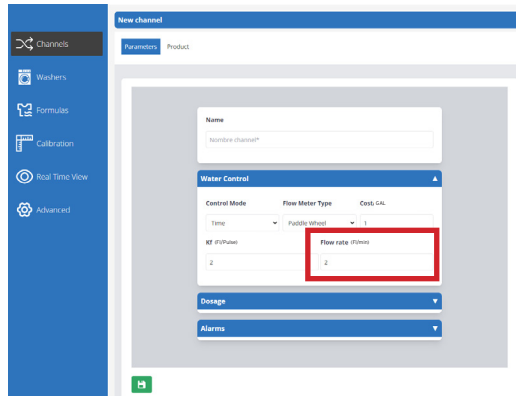 New channel
Channels
Washers
Formulas
Calibration
Real Time View
Advanced
Parameters Product
Name
Nombre channel*
Water Control ▲
Control Mode Flow Meter Type Cost: GAL
Time Paddle Wheel 1
Kf (Fl/Pulse) Flow rate (Fl/min)
2 2
Dosage ▼
Alarms ▼